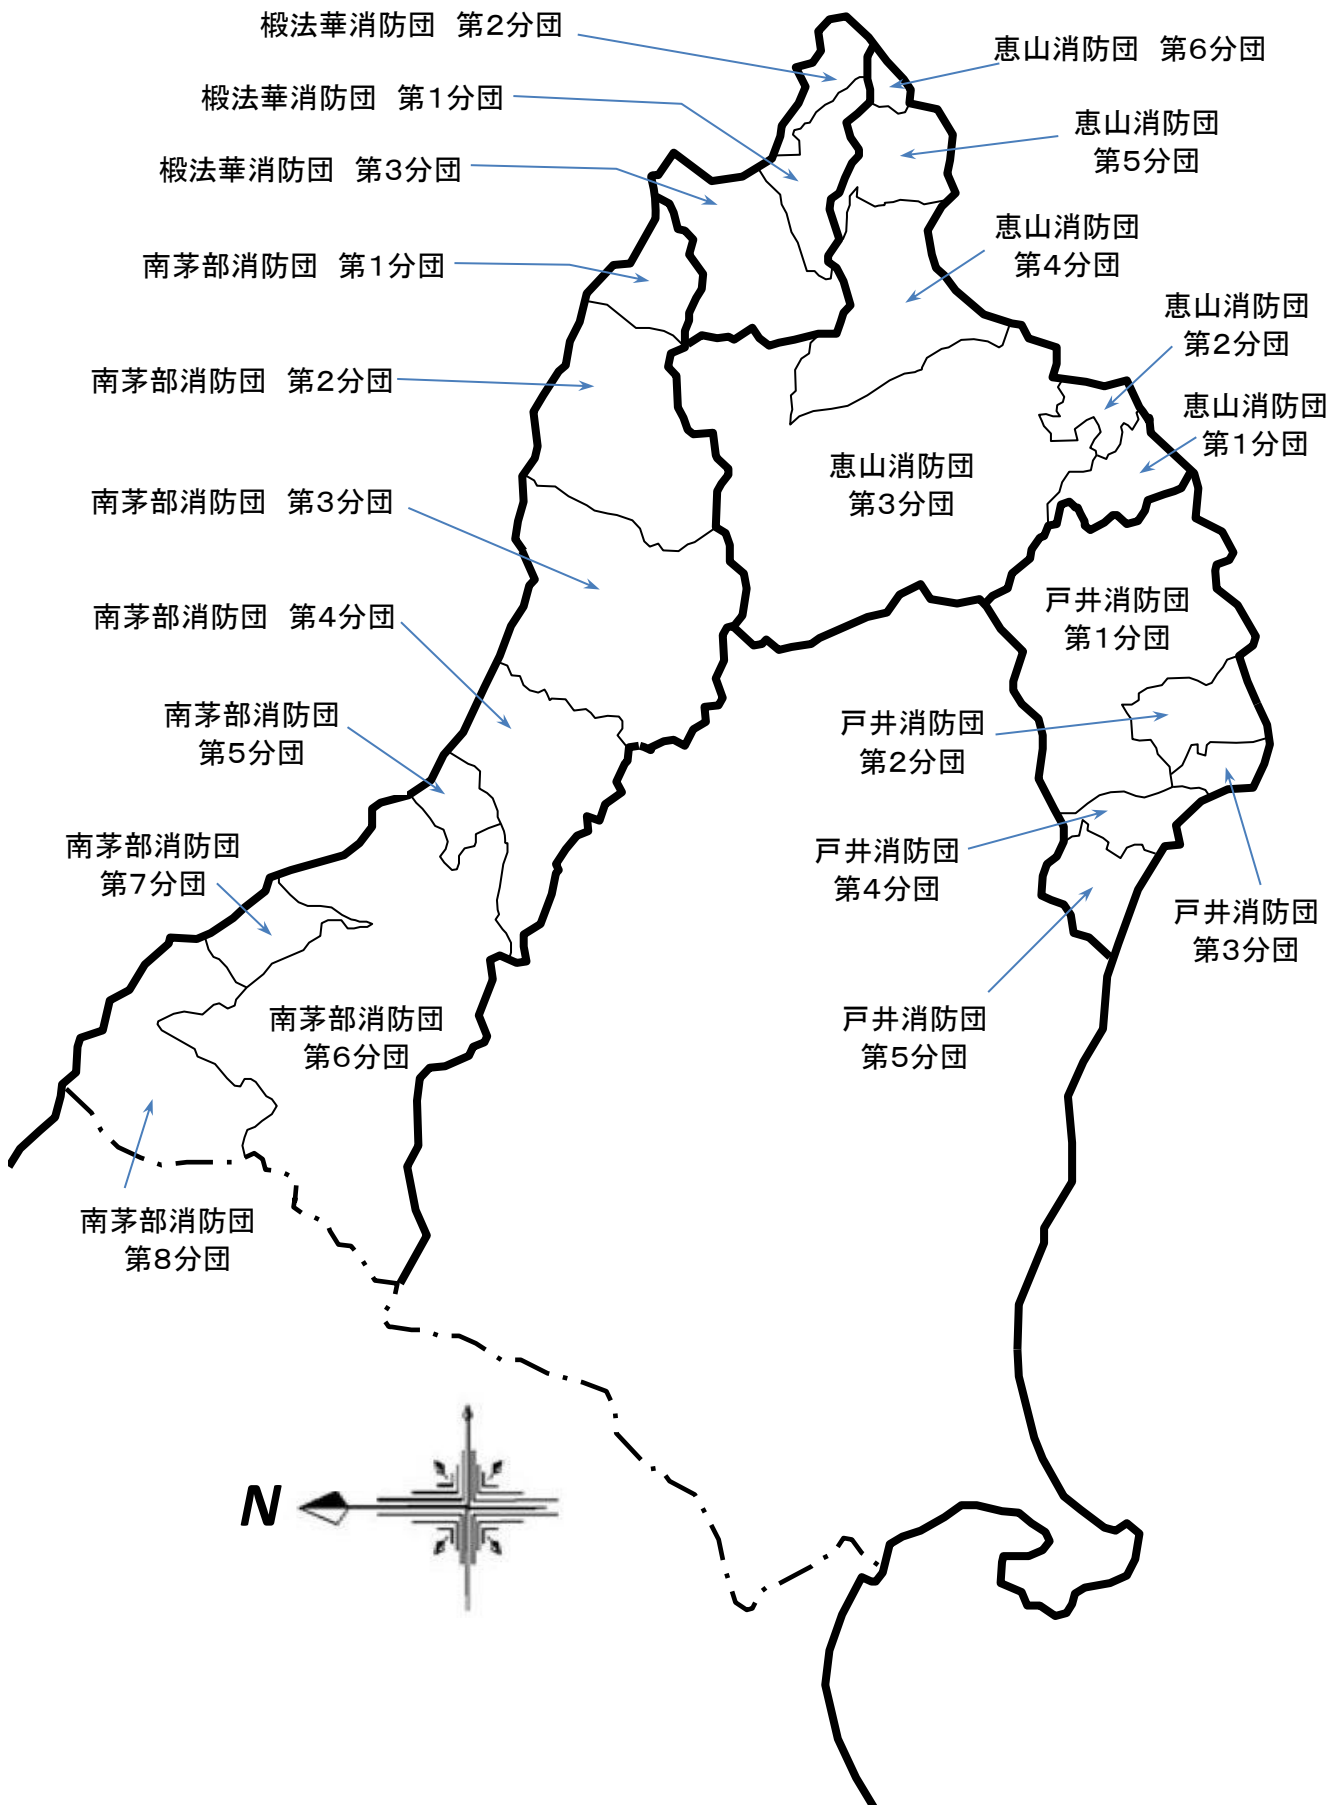 椴法華消防団　第2分団
恵山消防団　第6分団
椴法華消防団　第1分団
恵山消防団
第5分団
椴法華消防団　第3分団
恵山消防団
第4分団
南茅部消防団　第1分団
恵山消防団
第2分団
南茅部消防団　第2分団
恵山消防団
第1分団
恵山消防団
第3分団
南茅部消防団　第3分団
戸井消防団
第1分団
南茅部消防団　第4分団
南茅部消防団
第5分団
戸井消防団
第2分団
南茅部消防団
第7分団
戸井消防団
第4分団
戸井消防団
第3分団
南茅部消防団
第6分団
戸井消防団
第5分団
南茅部消防団
第8分団
N